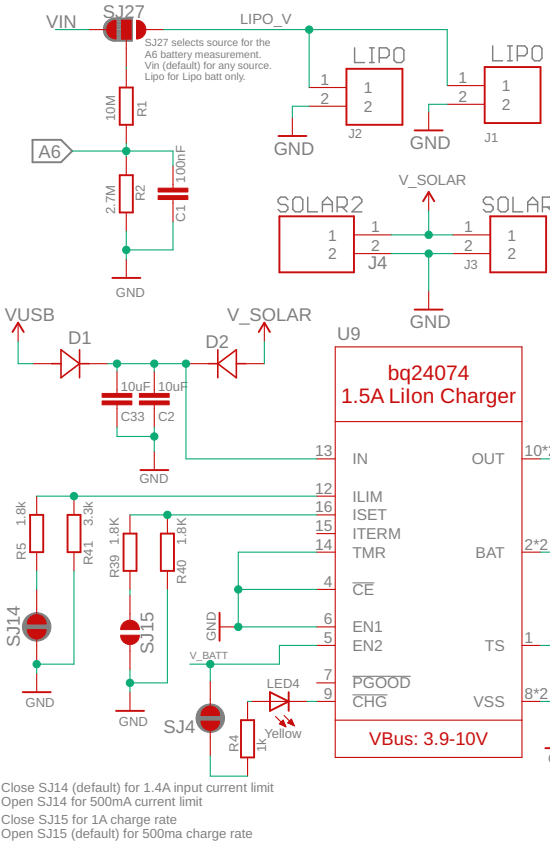 SJ27
VIN
LIPO_V
SJ27 selects source for the
A6 battery measurement.
Vin (default) for any source.
Lipo for Lipo batt only.
LIPO
1
2
1
2
J2
GND
LIPO
1
2
1
2
J1
GND
10M
R1
A6
100nF
2.7M
R2
C1
GND
V_SOLAR
SOLAR2
1
2
1
2
J4
SOLAR
1
2
1
2
J3
GND
VUSB
D1
D2
V_SOLAR
10uF
C33
10uF
C2
GND
U9
bq24074
1.5A LiIon Charger
13 IN
OUT 10*2
12 ILIM
16 ISET
15 ITERM
14 TMR
BAT 2*2
4 CE
6 EN1
5 EN2
TS 1
7 PGOOD
9 CHG
VSS 8*2
VBus: 3.9-10V
1.8k
R5
3.3k
R41
1.8K
R39
1.8K
R40
SJ14
SJ15
GND
GND
GND
V_BATT
SJ4
LED4
Yellow
R4
1k
Close SJ14 (default) for 1.4A input current limit
Open SJ14 for 500mA current limit
Close SJ15 for 1A charge rate
Open SJ15 (default) for 500ma charge rate